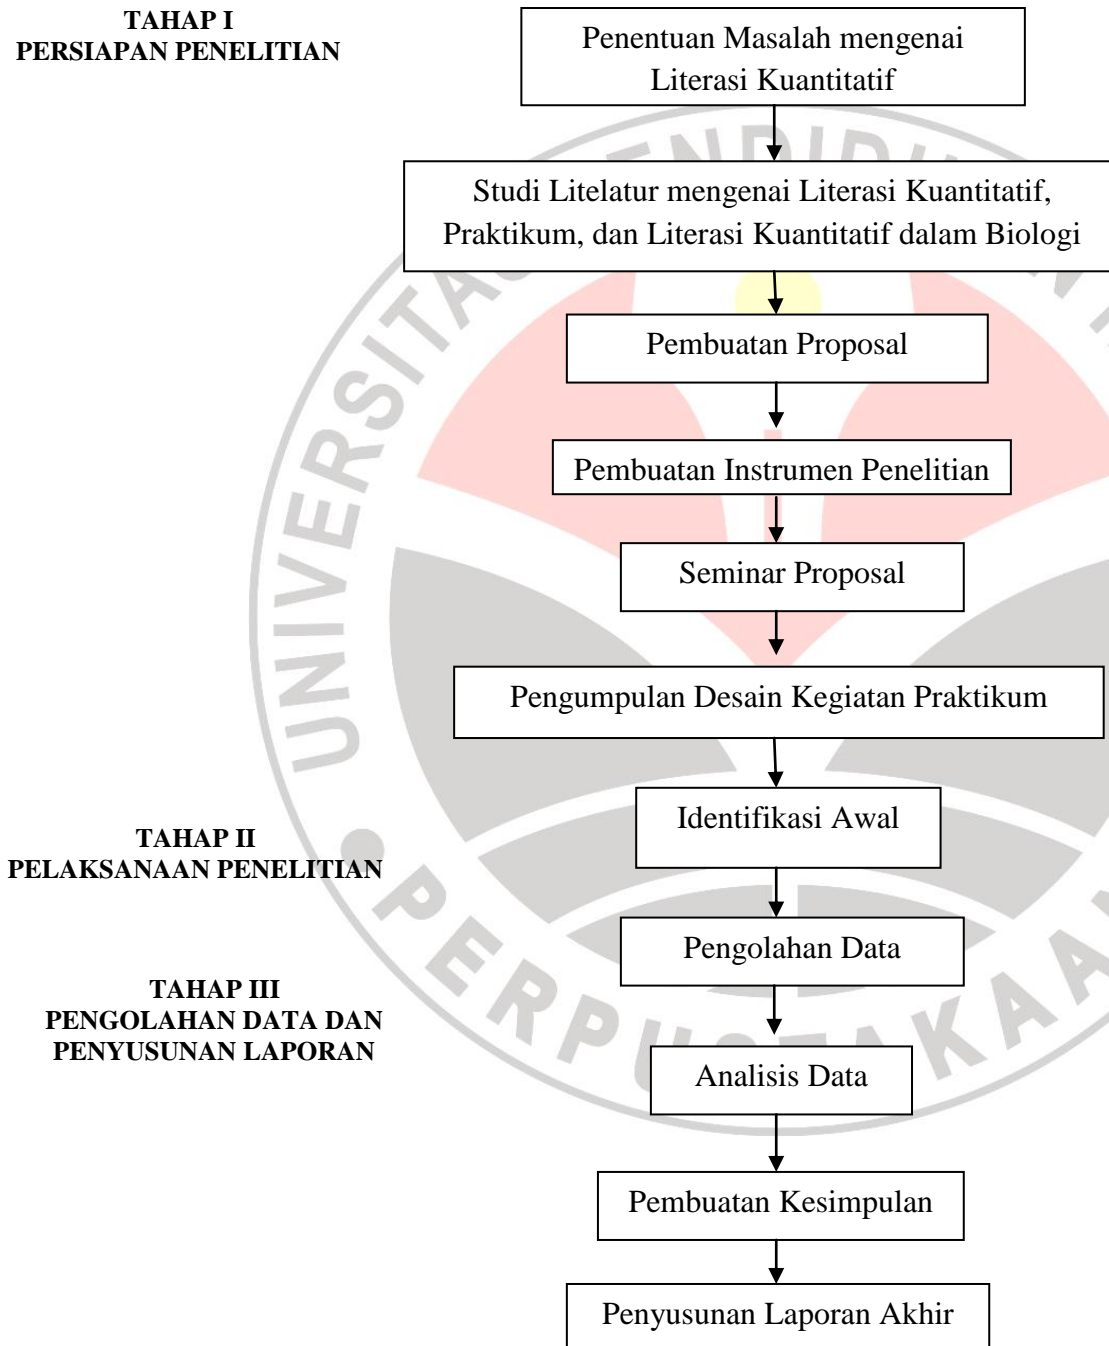 TAHAP I
PERSIAPAN PENELITIAN
Penentuan Masalah mengenai
Literasi Kuantitatif
Studi Litelatur mengenai Literasi Kuantitatif,
Praktikum, dan Literasi Kuantitatif dalam Biologi
Pembuatan Proposal
Pembuatan Instrumen Penelitian
Seminar Proposal
Pengumpulan Desain Kegiatan Praktikum
TAHAP II
PELAKSANAAN PENELITIAN
Identifikasi Awal
Pengolahan Data
TAHAP III
PENGOLAHAN DATA DAN
PENYUSUNAN LAPORAN
Analisis Data
Pembuatan Kesimpulan
Penyusunan Laporan Akhir
UNIVERSITAS
PERPUSTAKAAN